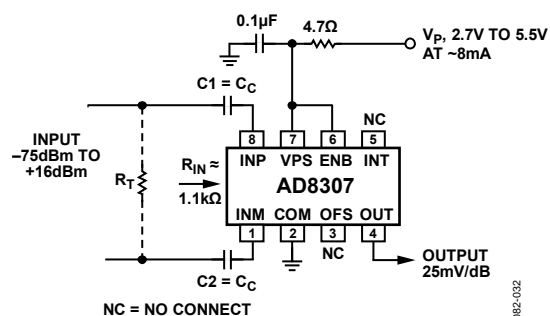 0.1µF
4.7Ω
VP, 2.7V TO 5.5V
AT ~8mA
C1 = CC
NC
INPUT
–75dBm TO
+16dBm
RT
RIN ≈
1.1kΩ
8
7
6
5
INP
VPS
ENB
INT
AD8307
INM
COM
OFS
OUT
1
2
3
4
NC
C2 = CC
OUTPUT
25mV/dB
NC = NO CONNECT
082-032